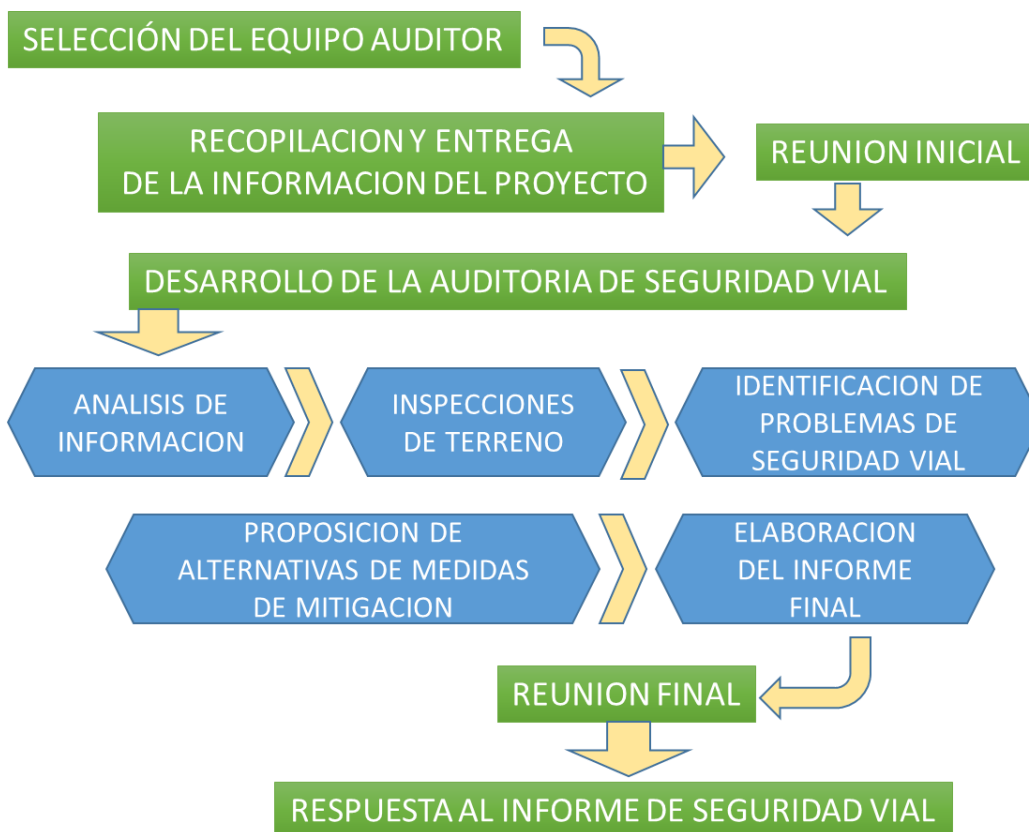 SELECCIÓN DEL EQUIPO AUDITOR
RECOPILACION Y ENTREGA
DE LA INFORMACION DEL PROYECTO
REUNION INICIAL
DESARROLLO DE LA AUDITORIA DE SEGURIDAD VIAL
ANALISIS DE
INFORMACION
INSPECCIONES
DE TERRENO
IDENTIFICACION DE
PROBLEMAS DE
SEGURIDAD VIAL
PROPOSICION DE
ALTERNATIVAS DE MEDIDAS
DE MITIGACION
ELABORACION
DEL INFORME
FINAL
REUNION FINAL
RESPUESTA AL INFORME DE SEGURIDAD VIAL